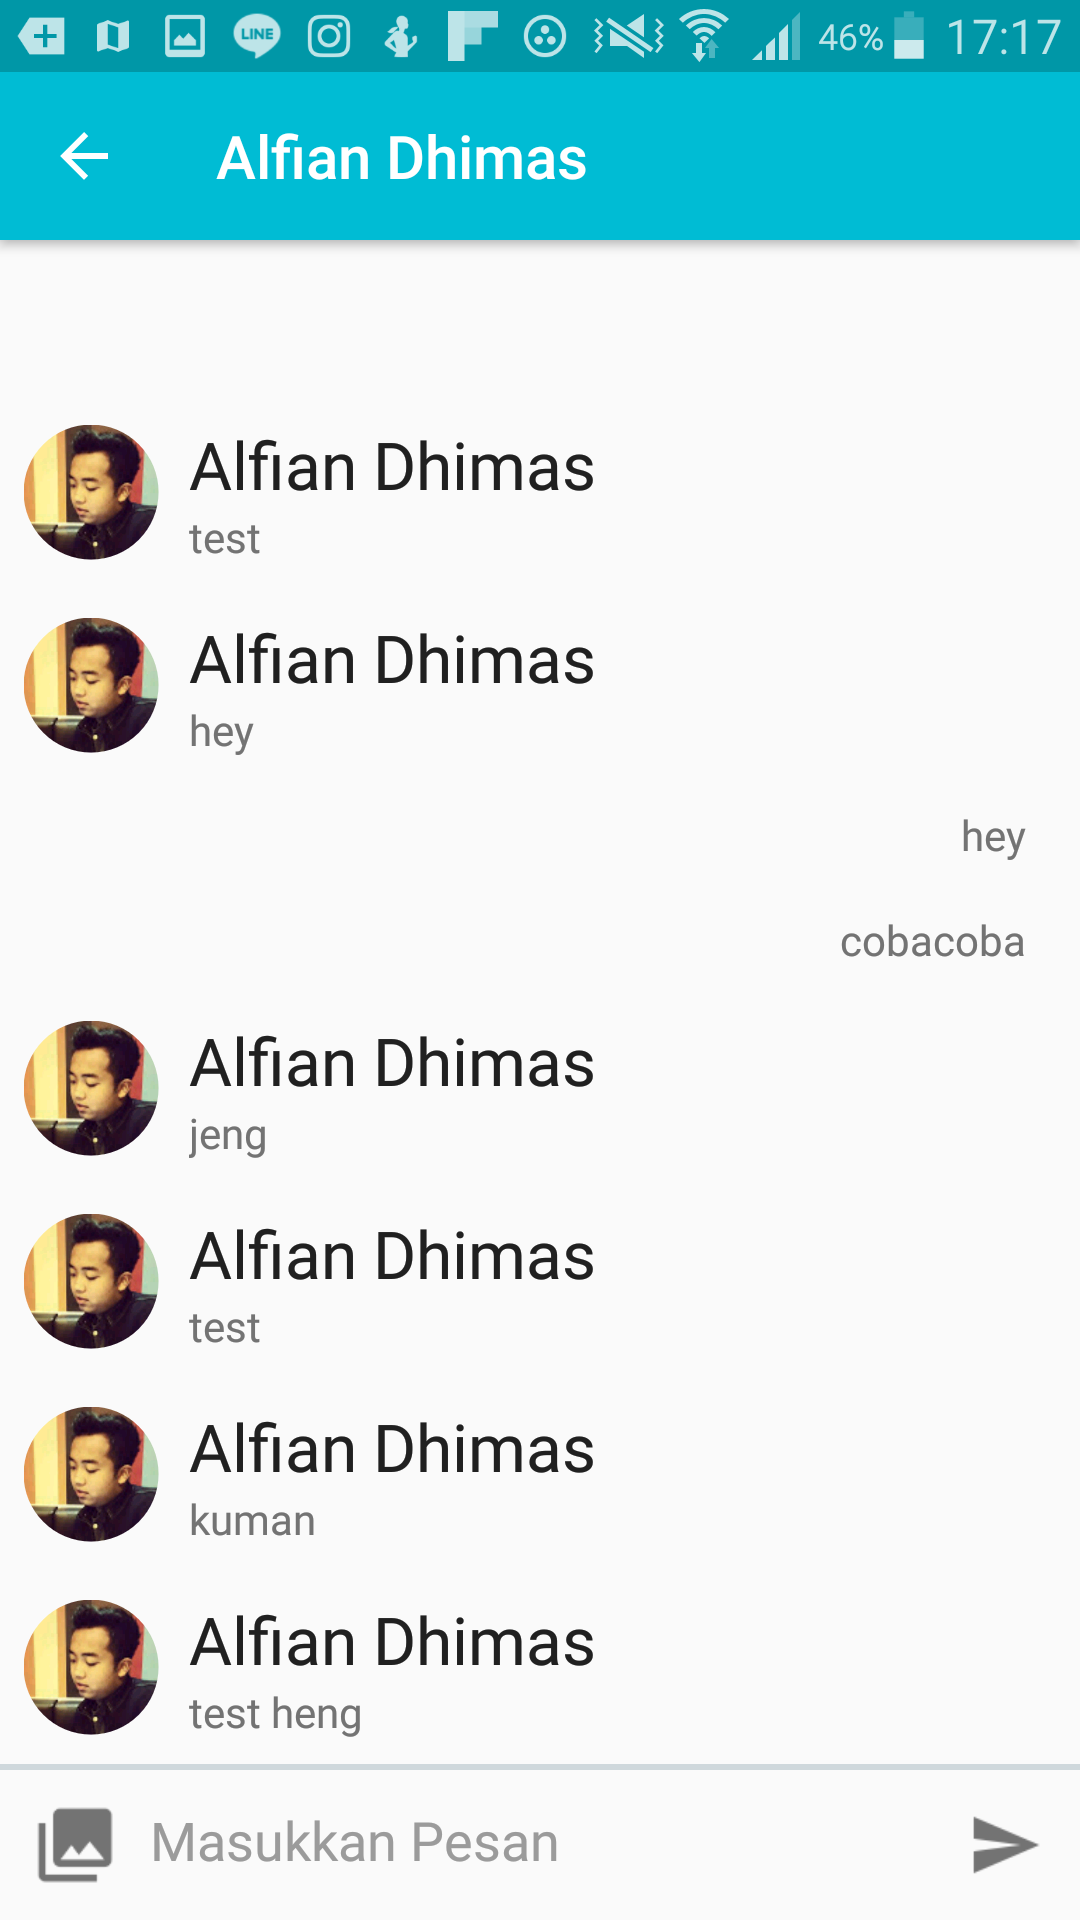 LINE
46% 17:17
Alfian Dhimas
Alfian Dhimas
test
Alfian Dhimas
hey
hey
cobacoba
Alfian Dhimas
jeng
Alfian Dhimas
test
Alfian Dhimas
kuman
Alfian Dhimas
test heng
Masukkan Pesan